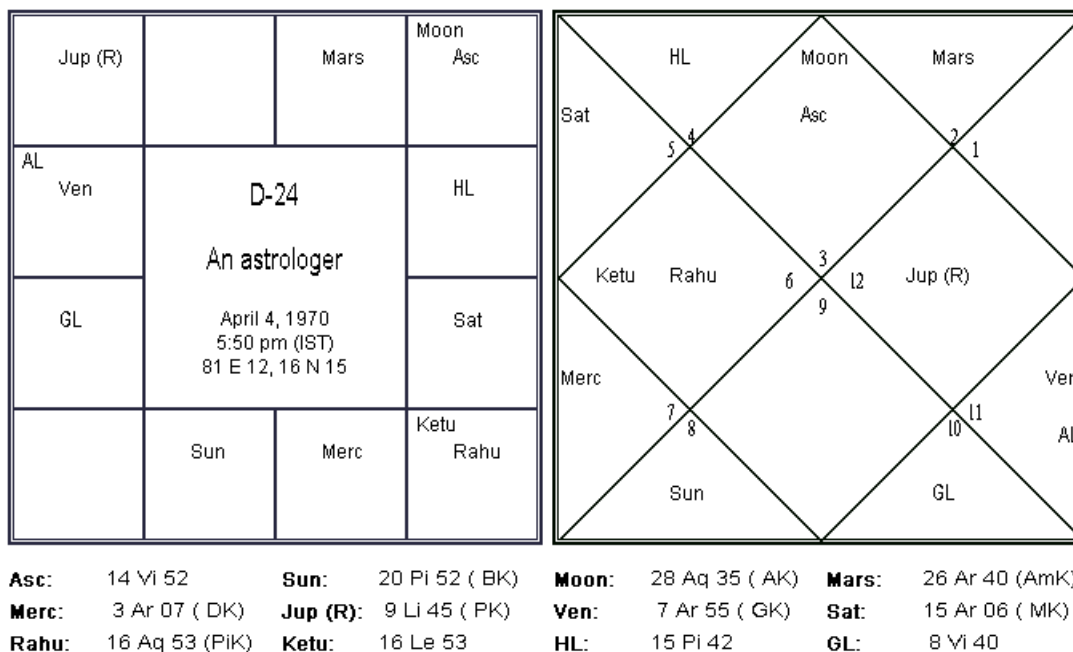 Jup (R)
Mars
Moon
Asc
AL
Ven
HL
GL
Sat
Sun
Merc
Ketu
Rahu
D-24
An astrologer
April 4, 1970
5:50 pm (IST)
81 E 12, 16 N 15
HL
Moon
Mars
Sat
Asc
4
5
2
1
Ketu
Rahu
3
6
12
9
Jup (R)
Merc
Ven
7
8
11
10
AL
Sun
GL
Asc: 14 Vi 52 Sun: 20 Pi 52 ( BK) Moon: 28 Aq 35 ( AK) Mars: 26 Ar 40 (AmK)
Merc: 3 Ar 07 ( DK) Jup (R): 9 Li 45 ( PK) Ven: 7 Ar 55 ( GK) Sat: 15 Ar 06 ( MK)
Rahu: 16 Aq 53 (PiK) Ketu: 16 Le 53 HL: 15 Pi 42 GL: 8 Vi 40